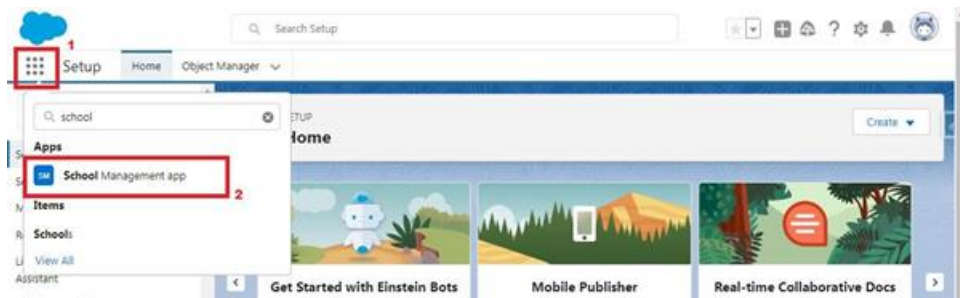 Search Setup
1
Setup Home Object Manager
school
Apps
SM School Management app
2
Items
Schools
View All
Assistant
ETUP
Home
Create
Get Started with Einstein Bots
Mobile Publisher
Real-time Collaborative Docs